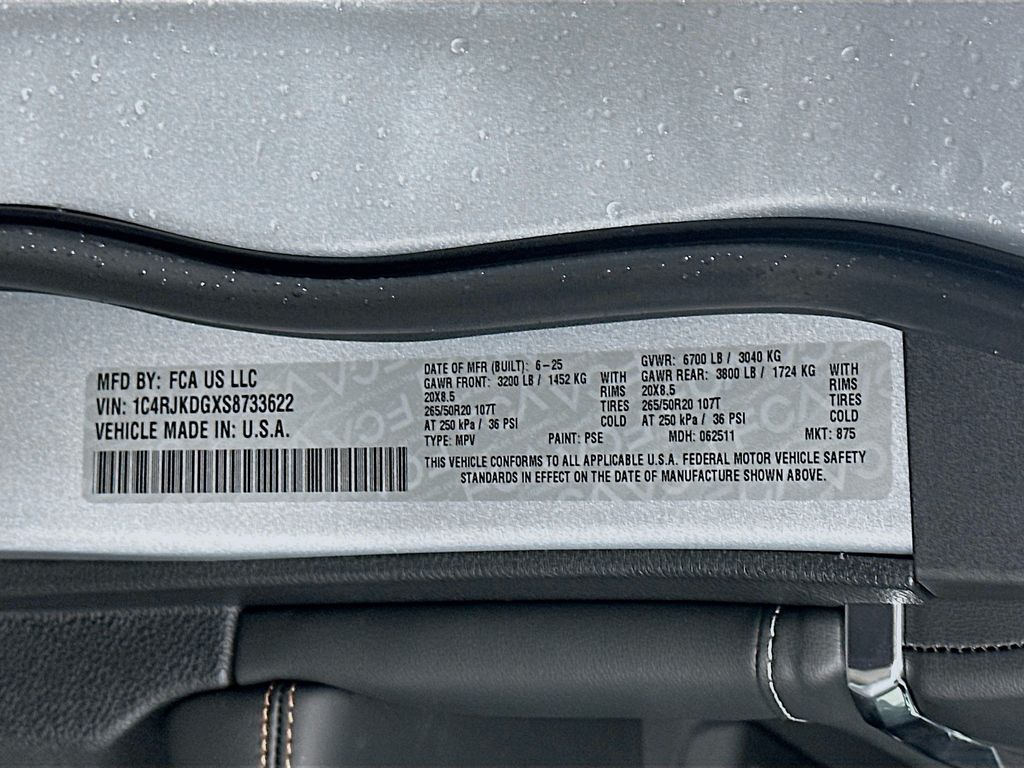 MFD BY: FCA US LLC
VIN: 1C4RJKDGXS8733622
VEHICLE MADE IN: U.S.A.
DATE OF MFR (BUILT): 6-25
GAWR FRONT: 3200 LB / 1452 KG
20X8.5
265/50R20 107T
AT 250 kPa / 36 PSI
WITH
RIMS
TIRES
COLD
GVWR: 6700 LB / 3040 KG
GAWR REAR: 3800 LB / 1724 KG
20X8.5
265/50R20 107T
AT 250 kPa / 36 PSI
WITH
RIMS
TIRES
COLD
TYPE: MPV PAINT: PSE MDH: 062511 MKT: 875
THIS VEHICLE CONFORMS TO ALL APPLICABLE U.S.A. FEDERAL MOTOR VEHICLE SAFETY
STANDARDS IN EFFECT ON THE DATE OF MANUFACTURE SHOWN ABOVE.